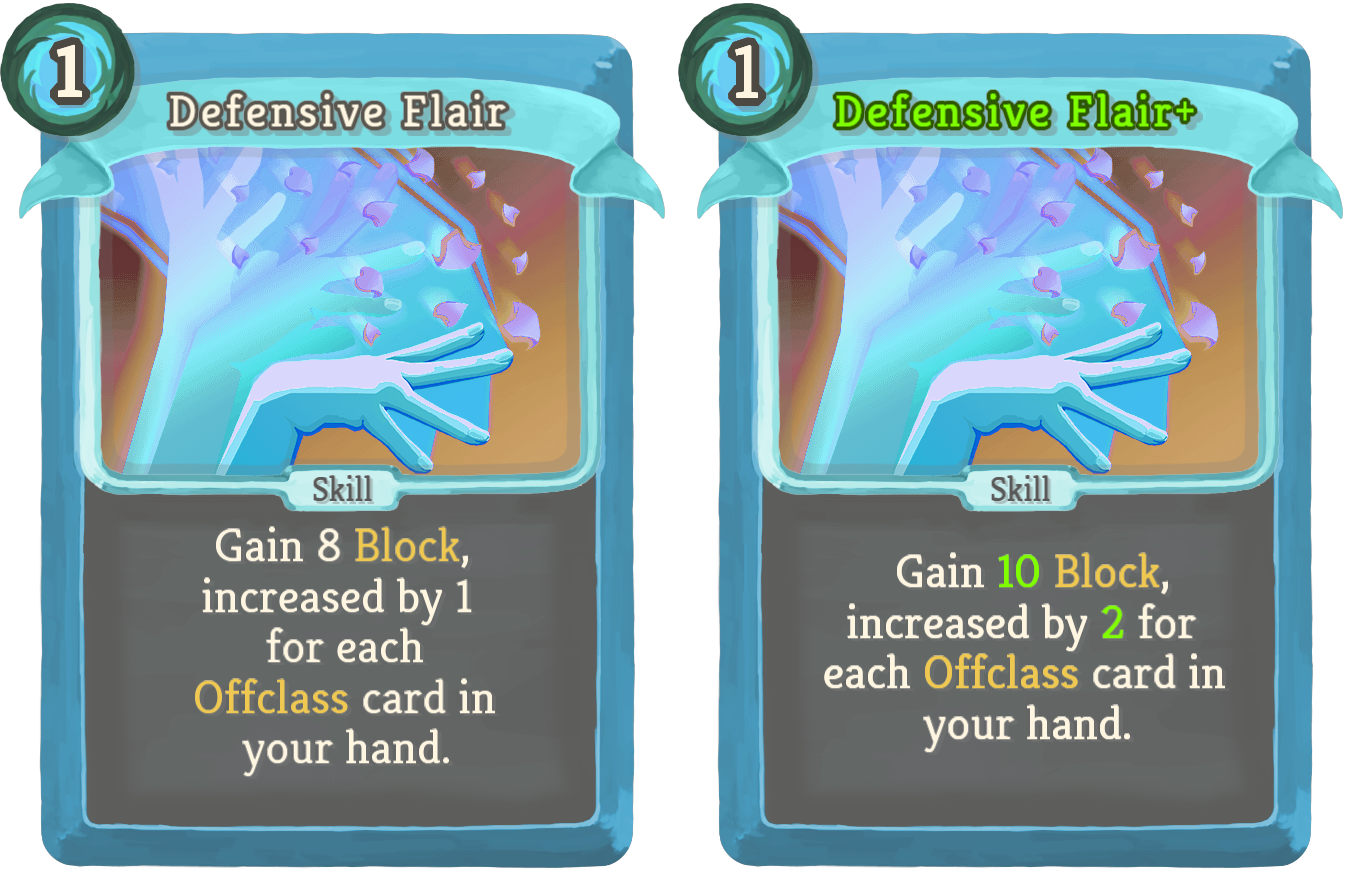 1
Defensive Flair
Skill
Gain 8 Block,
increased by 1
for each
Offclass card in
your hand.
1
Defensive Flair+
Skill
Gain 10 Block,
increased by 2 for
each Offclass card in
your hand.